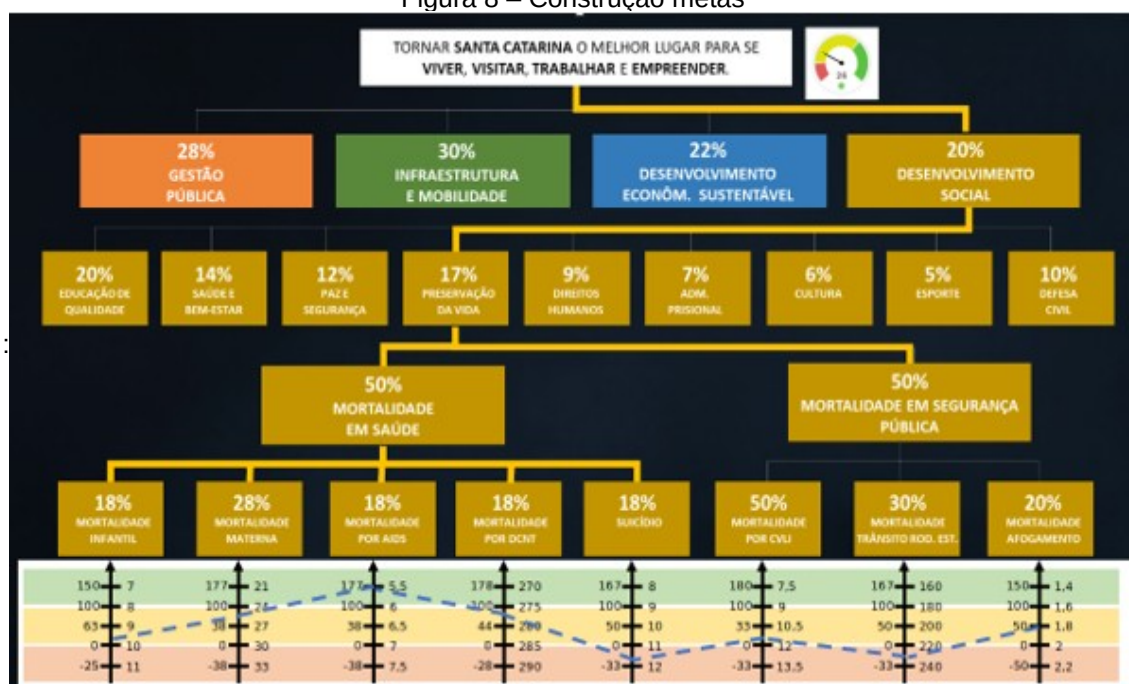 Figura 8 – Construção metas
TORNAR SANTA CATARINA O MELHOR LUGAR PARA SE
VIVER, VISITAR, TRABALHAR E EMPREENDER.
26
28%
GESTÃO
PÚBLICA
30%
INFRAESTRUTURA
E MOBILIDADE
22%
DESENVOLVIMENTO
ECONÔM. SUSTENTÁVEL
20%
DESENVOLVIMENTO
SOCIAL
20%
EDUCAÇÃO DE
QUALIDADE
14%
SAÚDE E
BEM-ESTAR
12%
PAZ E
SEGURANÇA
17%
PRESERVAÇÃO
DA VIDA
9%
DIREITOS
HUMANOS
7%
ADM.
PRISIONAL
6%
CULTURA
5%
ESPORTE
10%
DEFESA
CIVIL
:
50%
MORTALIDADE
EM SAÚDE
50%
MORTALIDADE EM SEGURANÇA
PÚBLICA
18%
MORTALIDADE
INFANTIL
28%
MORTALIDADE
MATERNA
18%
MORTALIDADE
POR AIDS
18%
MORTALIDADE
POR DCNT
18%
SUICÍDIO
50%
MORTALIDADE
POR CVLI
30%
MORTALIDADE
TRÂNSITO ROD. EST.
20%
MORTALIDADE
AFOGAMENTO
150 7 177 21 177 5,5 178 270 167 8 180 7,5 167 160 150 1,4
100 8 100 24 100 6 100 275 100 9 100 9 100 180 100 1,6
63 9 38 27 38 6,5 44 280 50 10 33 10,5 50 200 50 1,8
0 10 0 30 0 7 0 285 0 11 0 12 0 220 0 2
-25 11 -38 33 -38 7,5 -28 290 -33 12 -33 13,5 -33 240 -50 2,2